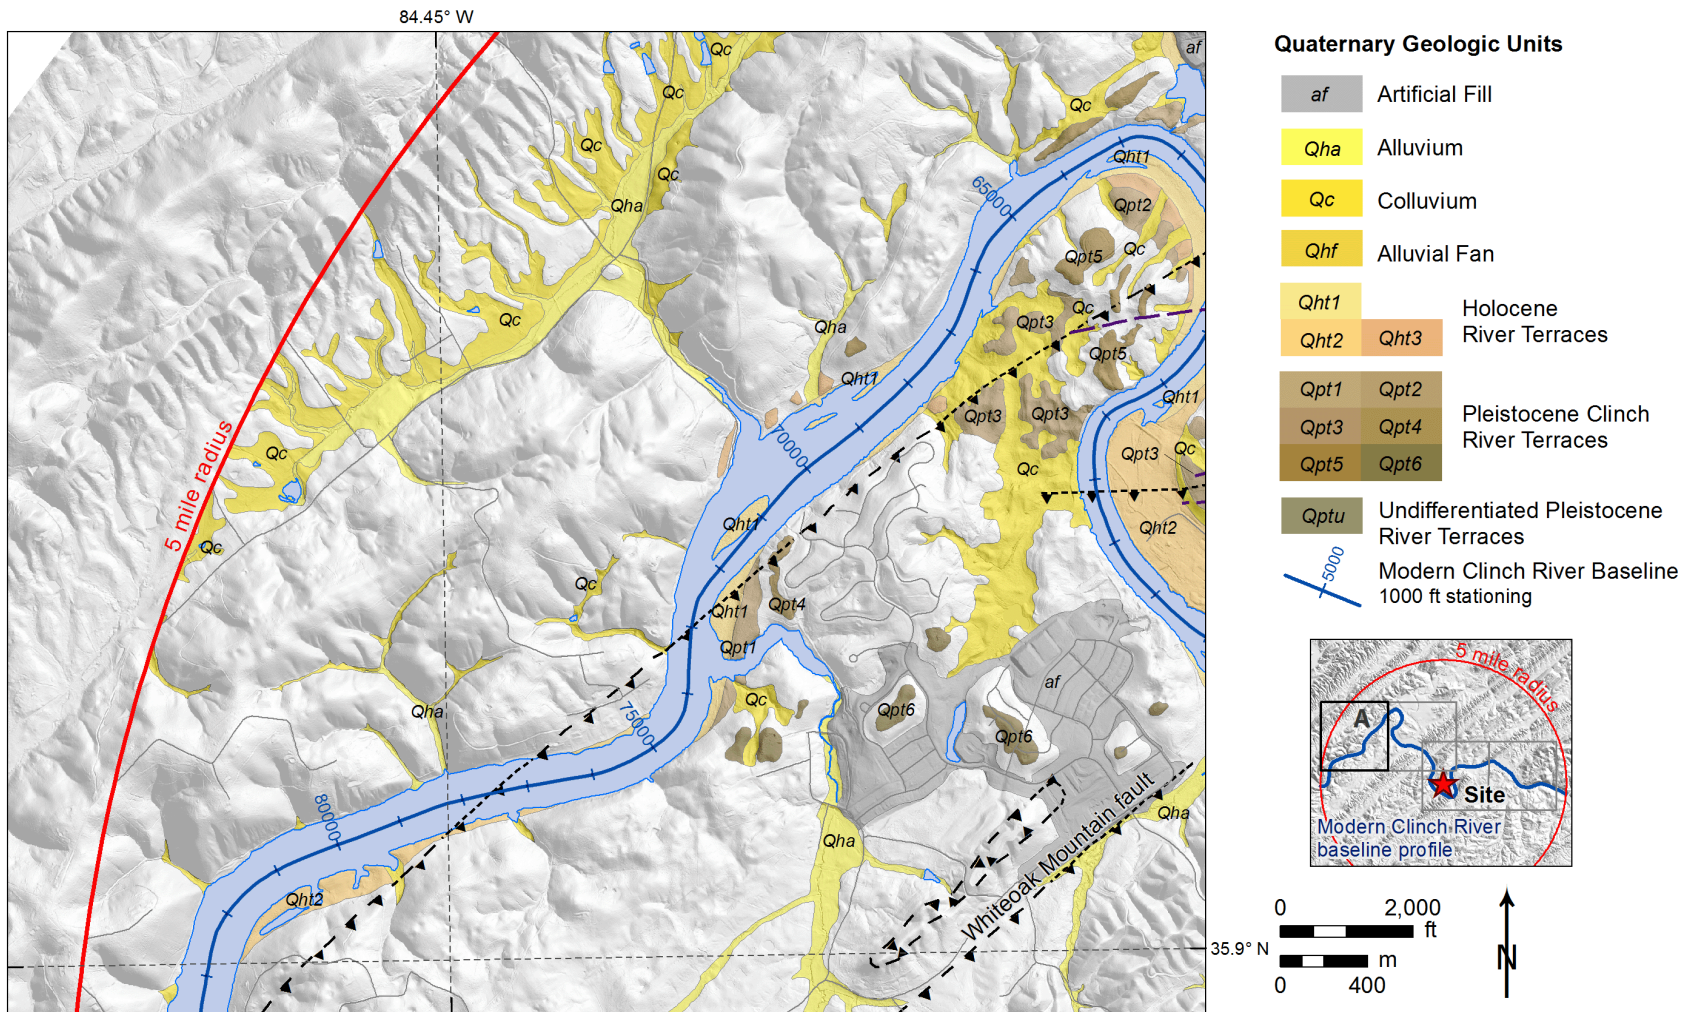 84.45° W
Qc
af
Qc
Qc
Qc
Qht1
Qc
65000
Qha
Qpt2
Qc
Qpt5
Qc
Qc
Qpt3
Qha
Qpt5
Qht1
Qht1
Qpt3
Qpt3
70000
5 mile radius
Qc
Qpt3
Qc
Qc
Qht1
Qht2
Qc
Qc
Qht1
Qpt4
Qpt1
af
Qc
Qha
Qpt6
75000
Qpt6
80000
Qha
Qha
Whiteoak Mountain fault
Qht2
35.9° N
Quaternary Geologic Units
af Artificial Fill
Qha Alluvium
Qc Colluvium
Qhf Alluvial Fan
Qht1
Qht2 Qht3
Holocene
River Terraces
Qpt1 Qpt2
Qpt3 Qpt4
Qpt5 Qpt6
Pleistocene Clinch
River Terraces
Qptu Undifferentiated Pleistocene
River Terraces
5000
Modern Clinch River Baseline
1000 ft stationing
5 mile radius
A
Site
Modern Clinch River
baseline profile
0 2,000
ft
m
0 400
N